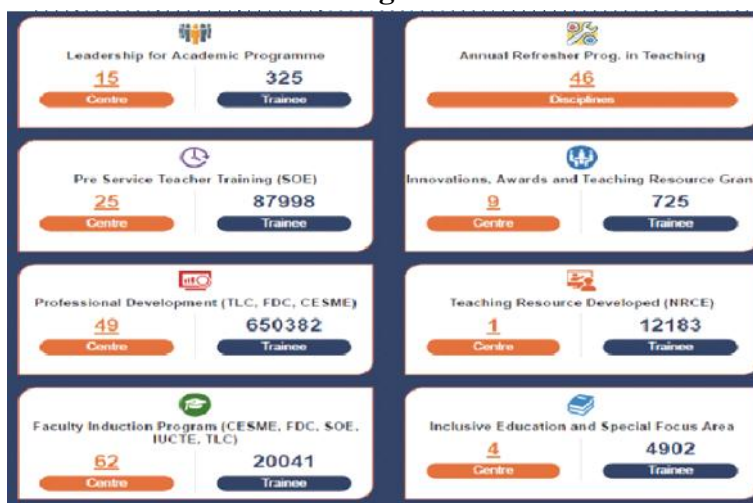 Leadership for Academic Programme
15 325
Centre Trainee
Annual Refresher Prog. in Teaching
46
Disciplines
Pre Service Teacher Training (SOE)
25 87998
Centre Trainee
Innovations, Awards and Teaching Resource Gran
9 725
Centre Trainee
Professional Development (TLC, FDC, CESME)
49 650382
Centre Trainee
Teaching Resource Developed (NRCE)
1 12183
Centre Trainee
Faculty Induction Program (CESME, FDC, SOE,
IUCTE, TLC)
62 20041
Centre Trainee
Inclusive Education and Special Focus Area
4 4902
Centre Trainee